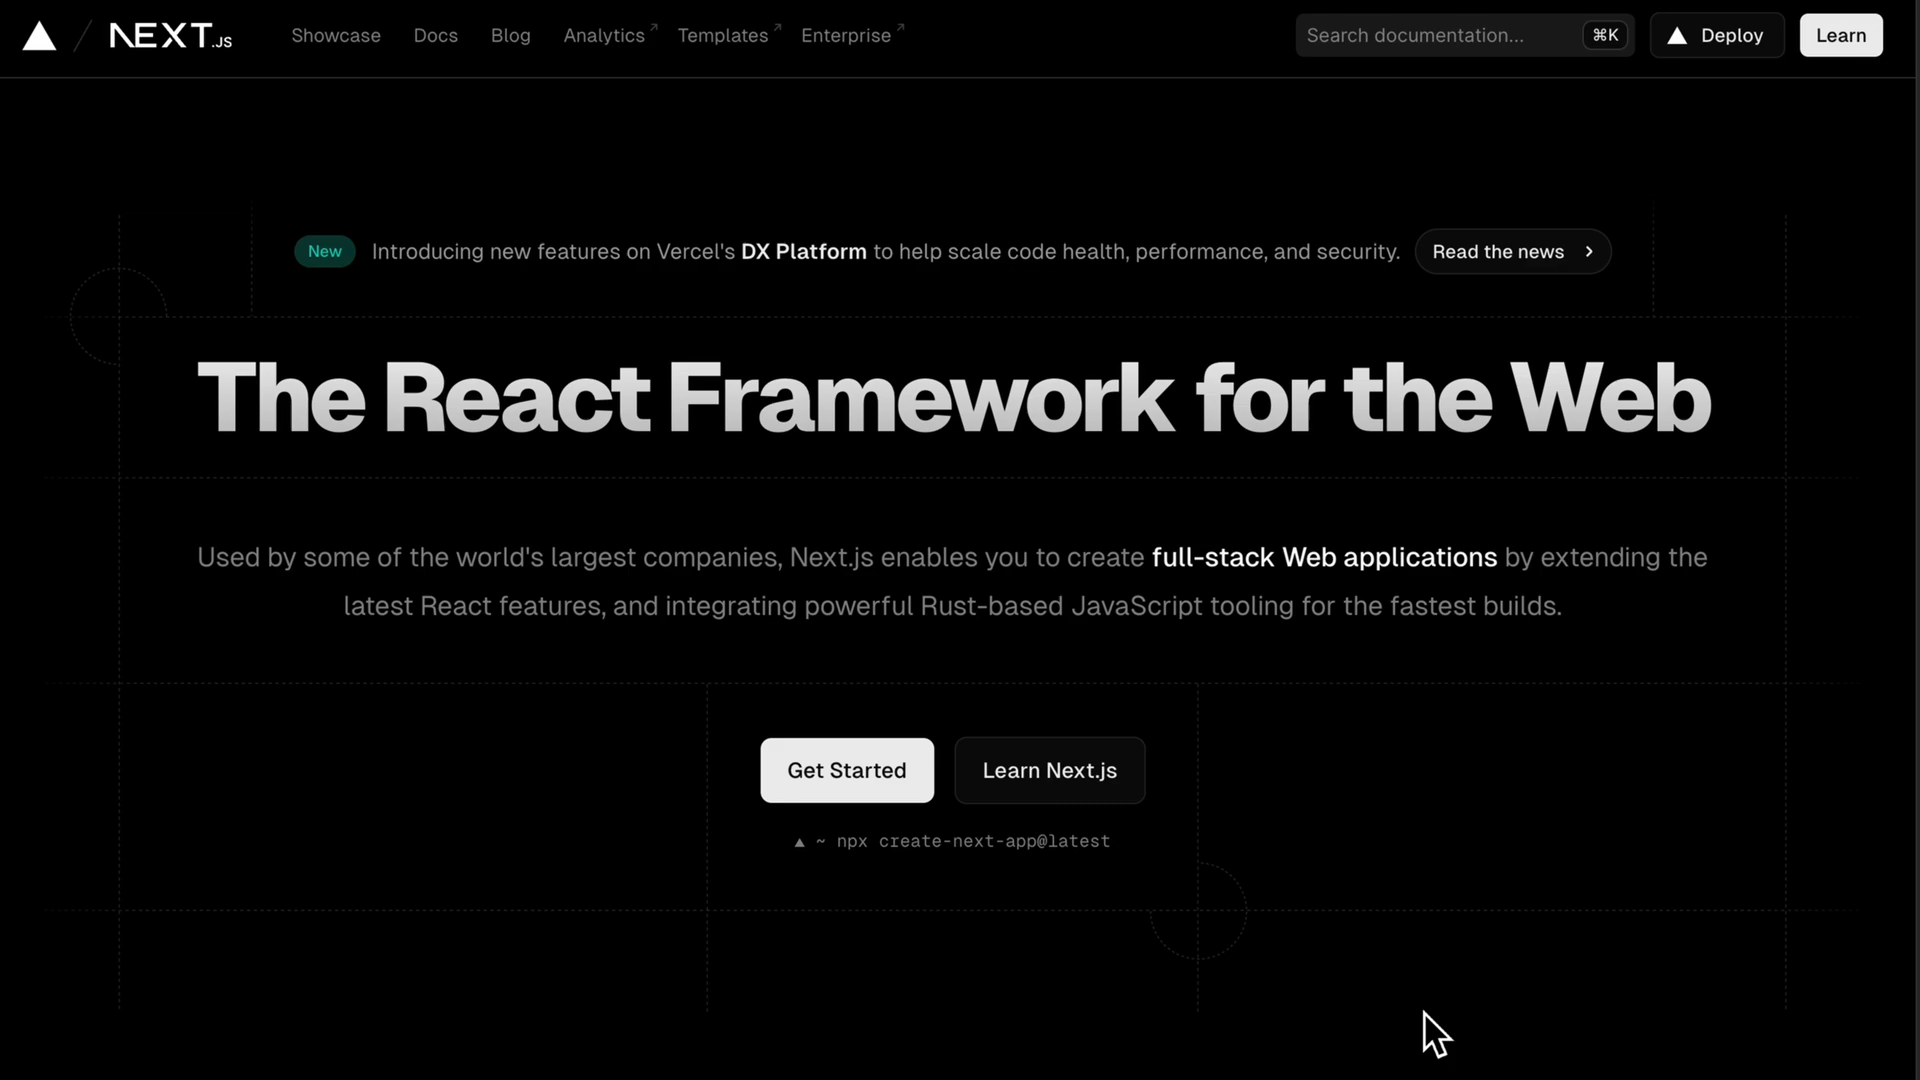 NEXT.JS Showcase Docs Blog Analytics Templates Enterprise Search documentation... ⌘K Deploy Learn
New Introducing new features on Vercel's DX Platform to help scale code health, performance, and security. Read the news
The React Framework for the Web
Used by some of the world's largest companies, Next.js enables you to create full-stack Web applications by extending the
latest React features, and integrating powerful Rust-based JavaScript tooling for the fastest builds.
Get Started Learn Next.js
▲ ~ npx create-next-app@latest